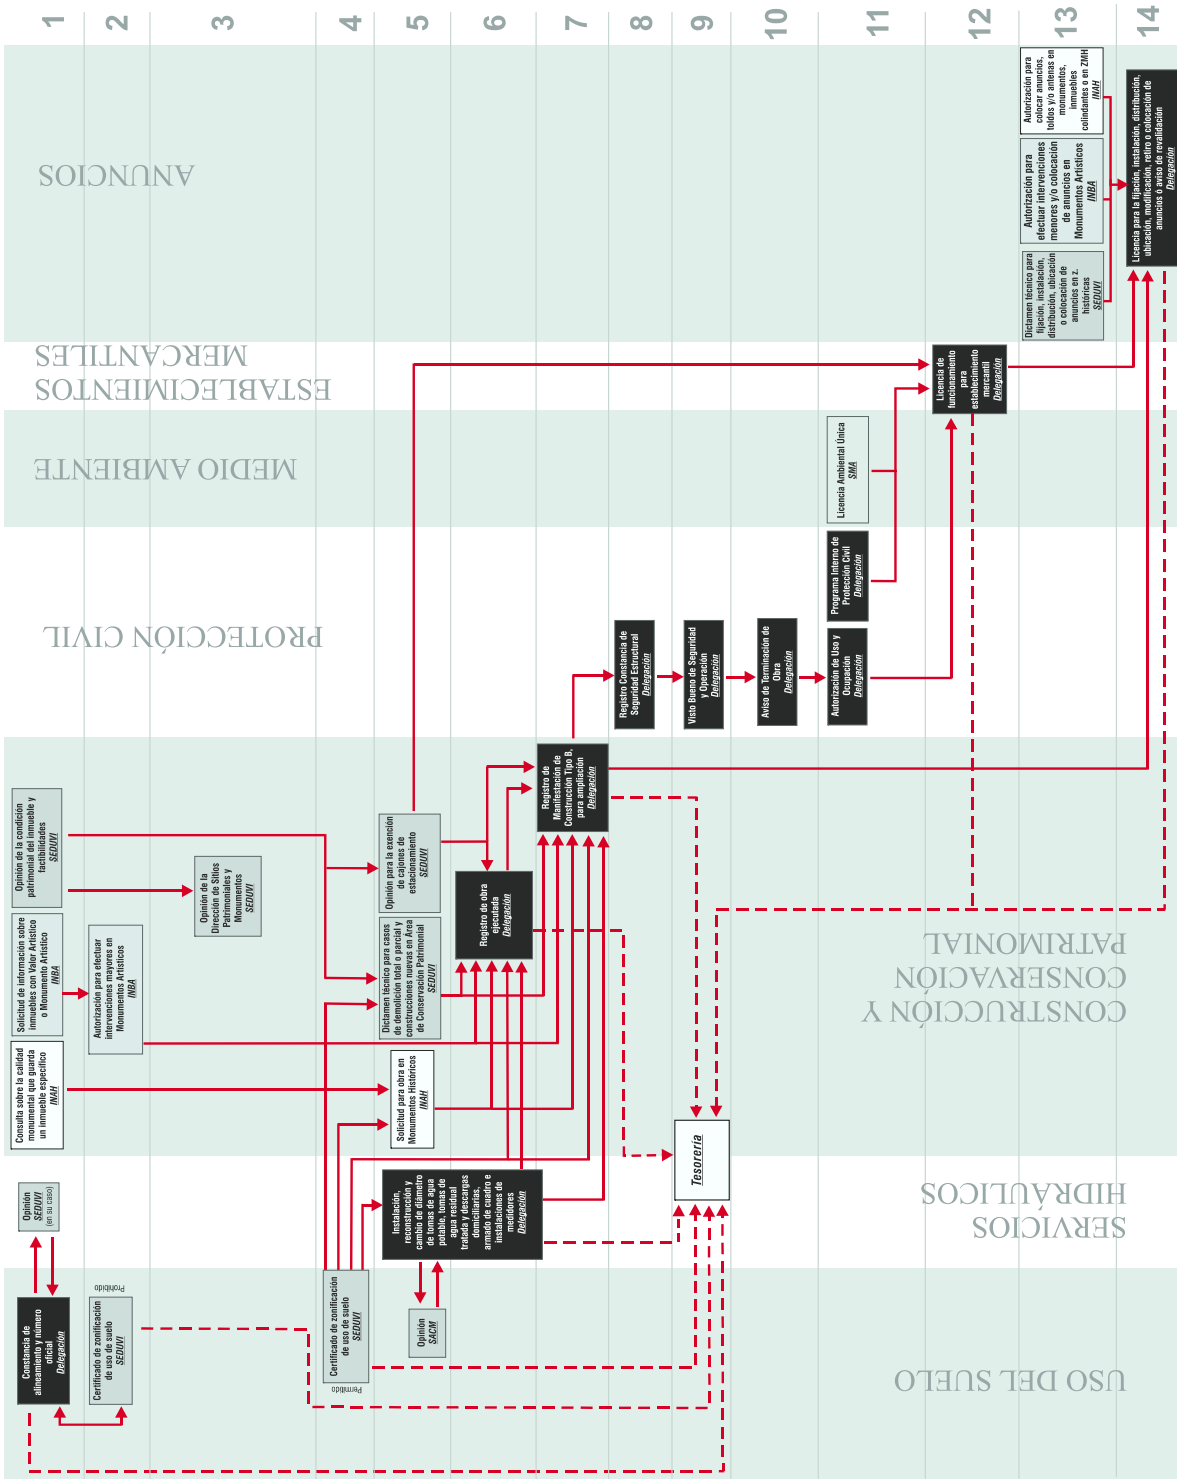 1
2
3
4
5
6
7
8
9
10
11
12
13
14
ANUNCIOS
ESTABLECIMIENTOS
MERCANTILES
MEDIO AMBIENTE
PROTECCIÓN CIVIL
CONSTRUCCIÓN Y
CONSERVACIÓN
PATRIMONIAL
SERVICIOS
HIDRÁULICOS
USO DEL SUELO
Constancia de
alineamiento y número
oficial
Delegación
Opinión
SEDUVI
(en su caso)
Consulta sobre la calidad
monumental que guarda
un inmueble específico
INAH
Solicitud de información sobre
inmuebles con Valor Artístico
o Monumento Artístico
INBA
Opinión de la condición
patrimonial del inmueble y
factibilidades
SEDUVI
Certificado de zonificación
de uso de suelo
SEDUVI
Prohibido
Autorización para efectuar
intervenciones mayores en
Monumentos Artísticos
INBA
Opinión de la
Dirección de Sitios
Patrimoniales y
Monumentos
SEDUVI
Certificado de zonificación
de uso de suelo
SEDUVI
Permitido
Opinión
SACM
Instalación,
reconstrucción y
cambio de diámetro
de tomas de agua
potable, tomas de
agua residual
tratada y descargas
domiciliarias,
armado de cuadro e
instalaciones de
medidores
Delegación
Solicitud para obra en
Monumentos Históricos
INAH
Dictamen técnico para casos
de demolición total o parcial y
construcciones nuevas en Área
de Conservación Patrimonial
SEDUVI
Opinión para la exención
de cajones de
estacionamiento
SEDUVI
Registro de obra
ejecutada
Delegación
Registro de
Manifestación de
Construcción Tipo B,
para ampliación
Delegación
Registro Constancia de
Seguridad Estructural
Delegación
Visto Bueno de Seguridad
y Operación
Delegación
Tesorería
Aviso de Terminación de
Obra
Delegación
Autorización de Uso y
Ocupación
Delegación
Programa Interno de
Protección Civil
Delegación
Licencia Ambiental Única
SMA
Licencia de
funcionamiento
para
establecimiento
mercantil
Delegación
Dictamen técnico para
fijación, instalación,
distribución, ubicación
o colocación de
anuncios en z.
históricas
SEDUVI
Autorización para
efectuar intervenciones
menores y/o colocación
de anuncios en
Monumentos Artísticos
INBA
Autorización para
colocar anuncios,
toldos y/o antenas en
monumentos,
inmuebles
colindantes o en ZMH
INAH
Licencia para la fijación, instalación, distribución,
ubicación, modificación, retiro o colocación de
anuncios ó aviso de revalidación
Delegación